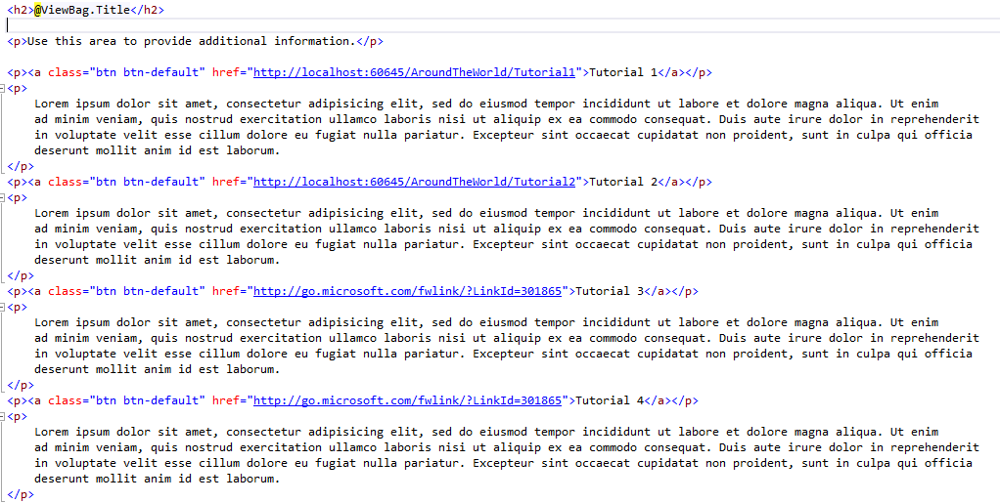 <h2>@ViewBag.Title</h2>
<p>Use this area to provide additional information.</p>
<p><a class="btn btn-default" href="http://localhost:60645/AroundTheWorld/Tutorial1">Tutorial 1</a></p>
<p>
Lorem ipsum dolor sit amet, consectetur adipisicing elit, sed do eiusmod tempor incididunt ut labore et dolore magna aliqua. Ut enim
ad minim veniam, quis nostrud exercitation ullamco laboris nisi ut aliquip ex ea commodo consequat. Duis aute irure dolor in reprehenderit
in voluptate velit esse cillum dolore eu fugiat nulla pariatur. Excepteur sint occaecat cupidatat non proident, sunt in culpa qui officia
deserunt mollit anim id est laborum.
</p>
<p><a class="btn btn-default" href="http://localhost:60645/AroundTheWorld/Tutorial2">Tutorial 2</a></p>
<p>
Lorem ipsum dolor sit amet, consectetur adipisicing elit, sed do eiusmod tempor incididunt ut labore et dolore magna aliqua. Ut enim
ad minim veniam, quis nostrud exercitation ullamco laboris nisi ut aliquip ex ea commodo consequat. Duis aute irure dolor in reprehenderit
in voluptate velit esse cillum dolore eu fugiat nulla pariatur. Excepteur sint occaecat cupidatat non proident, sunt in culpa qui officia
deserunt mollit anim id est laborum.
</p>
<p><a class="btn btn-default" href="http://go.microsoft.com/fwlink/?LinkId=301865">Tutorial 3</a></p>
<p>
Lorem ipsum dolor sit amet, consectetur adipisicing elit, sed do eiusmod tempor incididunt ut labore et dolore magna aliqua. Ut enim
ad minim veniam, quis nostrud exercitation ullamco laboris nisi ut aliquip ex ea commodo consequat. Duis aute irure dolor in reprehenderit
in voluptate velit esse cillum dolore eu fugiat nulla pariatur. Excepteur sint occaecat cupidatat non proident, sunt in culpa qui officia
deserunt mollit anim id est laborum.
</p>
<p><a class="btn btn-default" href="http://go.microsoft.com/fwlink/?LinkId=301865">Tutorial 4</a></p>
<p>
Lorem ipsum dolor sit amet, consectetur adipisicing elit, sed do eiusmod tempor incididunt ut labore et dolore magna aliqua. Ut enim
ad minim veniam, quis nostrud exercitation ullamco laboris nisi ut aliquip ex ea commodo consequat. Duis aute irure dolor in reprehenderit
in voluptate velit esse cillum dolore eu fugiat nulla pariatur. Excepteur sint occaecat cupidatat non proident, sunt in culpa qui officia
deserunt mollit anim id est laborum.
</p>